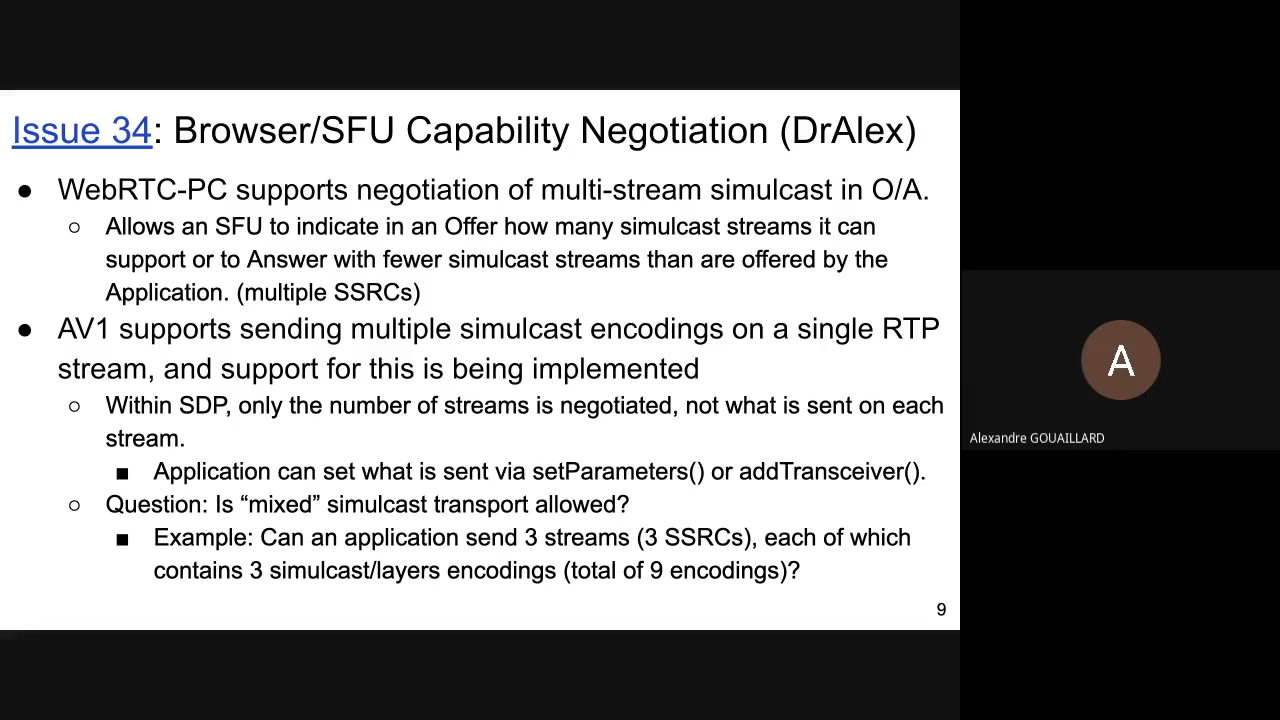 Issue 34: Browser/SFU Capability Negotiation (DrAlex)
● WebRTC-PC supports negotiation of multi-stream simulcast in O/A.
○ Allows an SFU to indicate in an Offer how many simulcast streams it can
support or to Answer with fewer simulcast streams than are offered by the
Application. (multiple SSRCs)
● AV1 supports sending multiple simulcast encodings on a single RTP
stream, and support for this is being implemented
○ Within SDP, only the number of streams is negotiated, not what is sent on each
stream.
■ Application can set what is sent via setParameters() or addTransceiver().
○ Question: Is “mixed” simulcast transport allowed?
■ Example: Can an application send 3 streams (3 SSRCs), each of which
contains 3 simulcast/layers encodings (total of 9 encodings)?
9
A
Alexandre GOUAILLARD